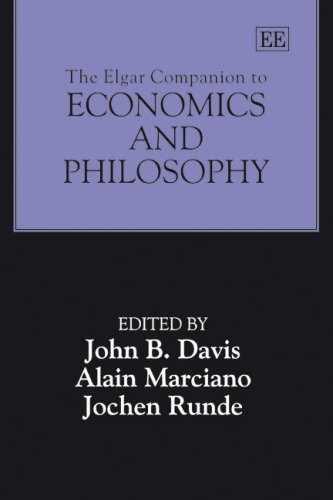 EE
The Elgar Companion to
ECONOMICS
AND
PHILOSOPHY
EDITED BY
John B. Davis
Alain Marciano
Jochen Runde